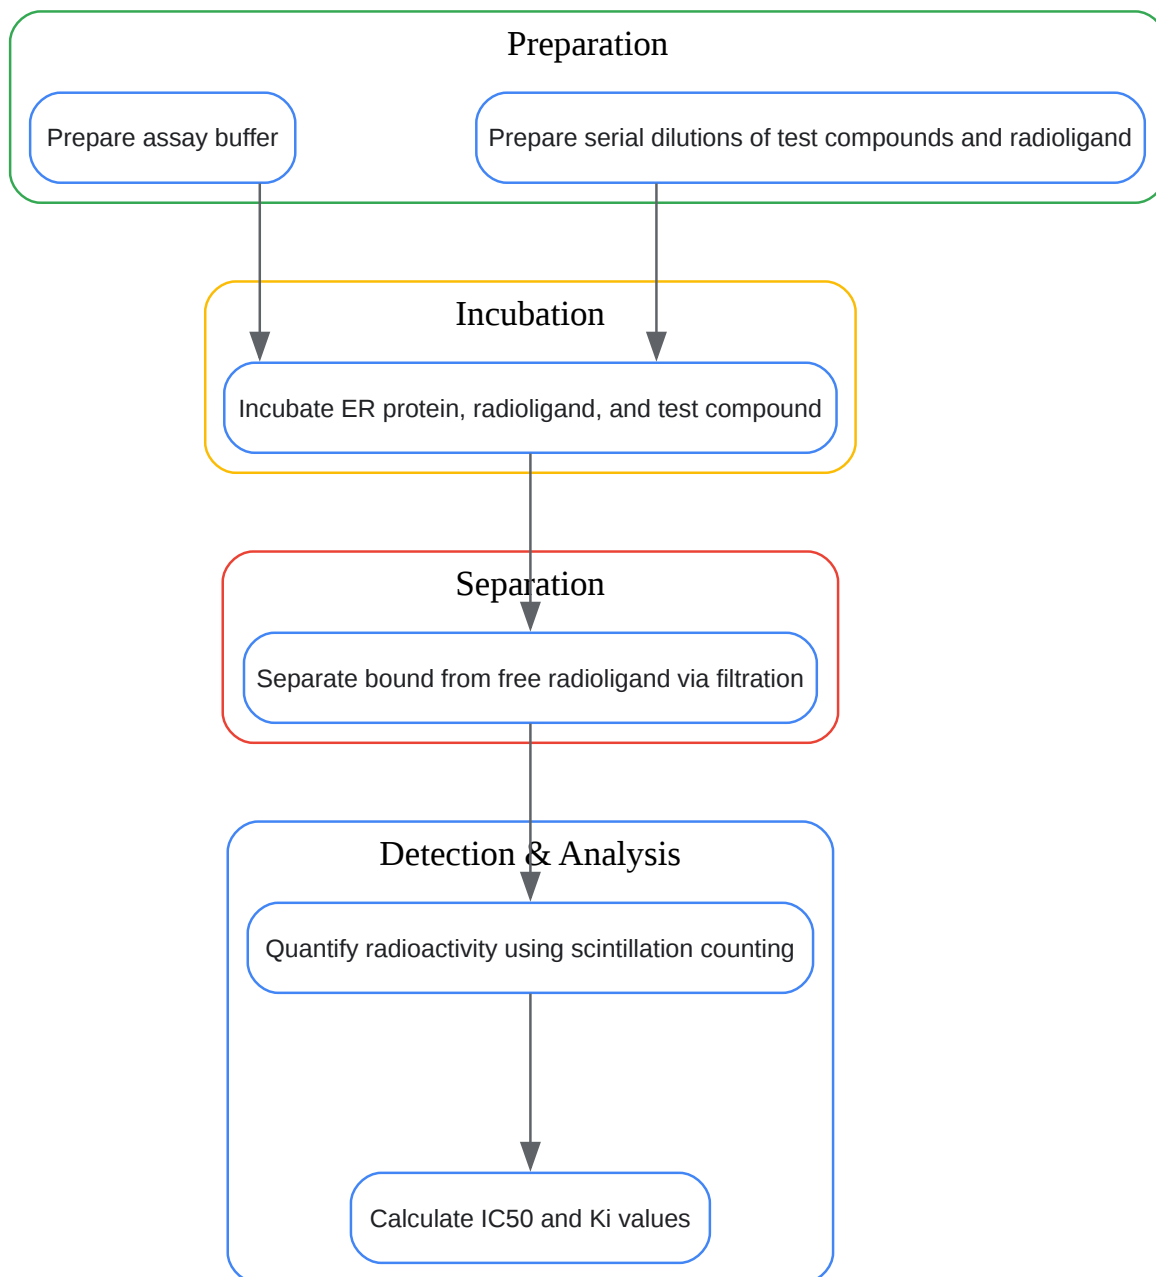 Preparation
Prepare assay buffer
Prepare serial dilutions of test compounds and radioligand
Incubation
Incubate ER protein, radioligand, and test compound
Separation
Separate bound from free radioligand via filtration
Detection & Analysis
Quantify radioactivity using scintillation counting
Calculate IC50 and Ki values